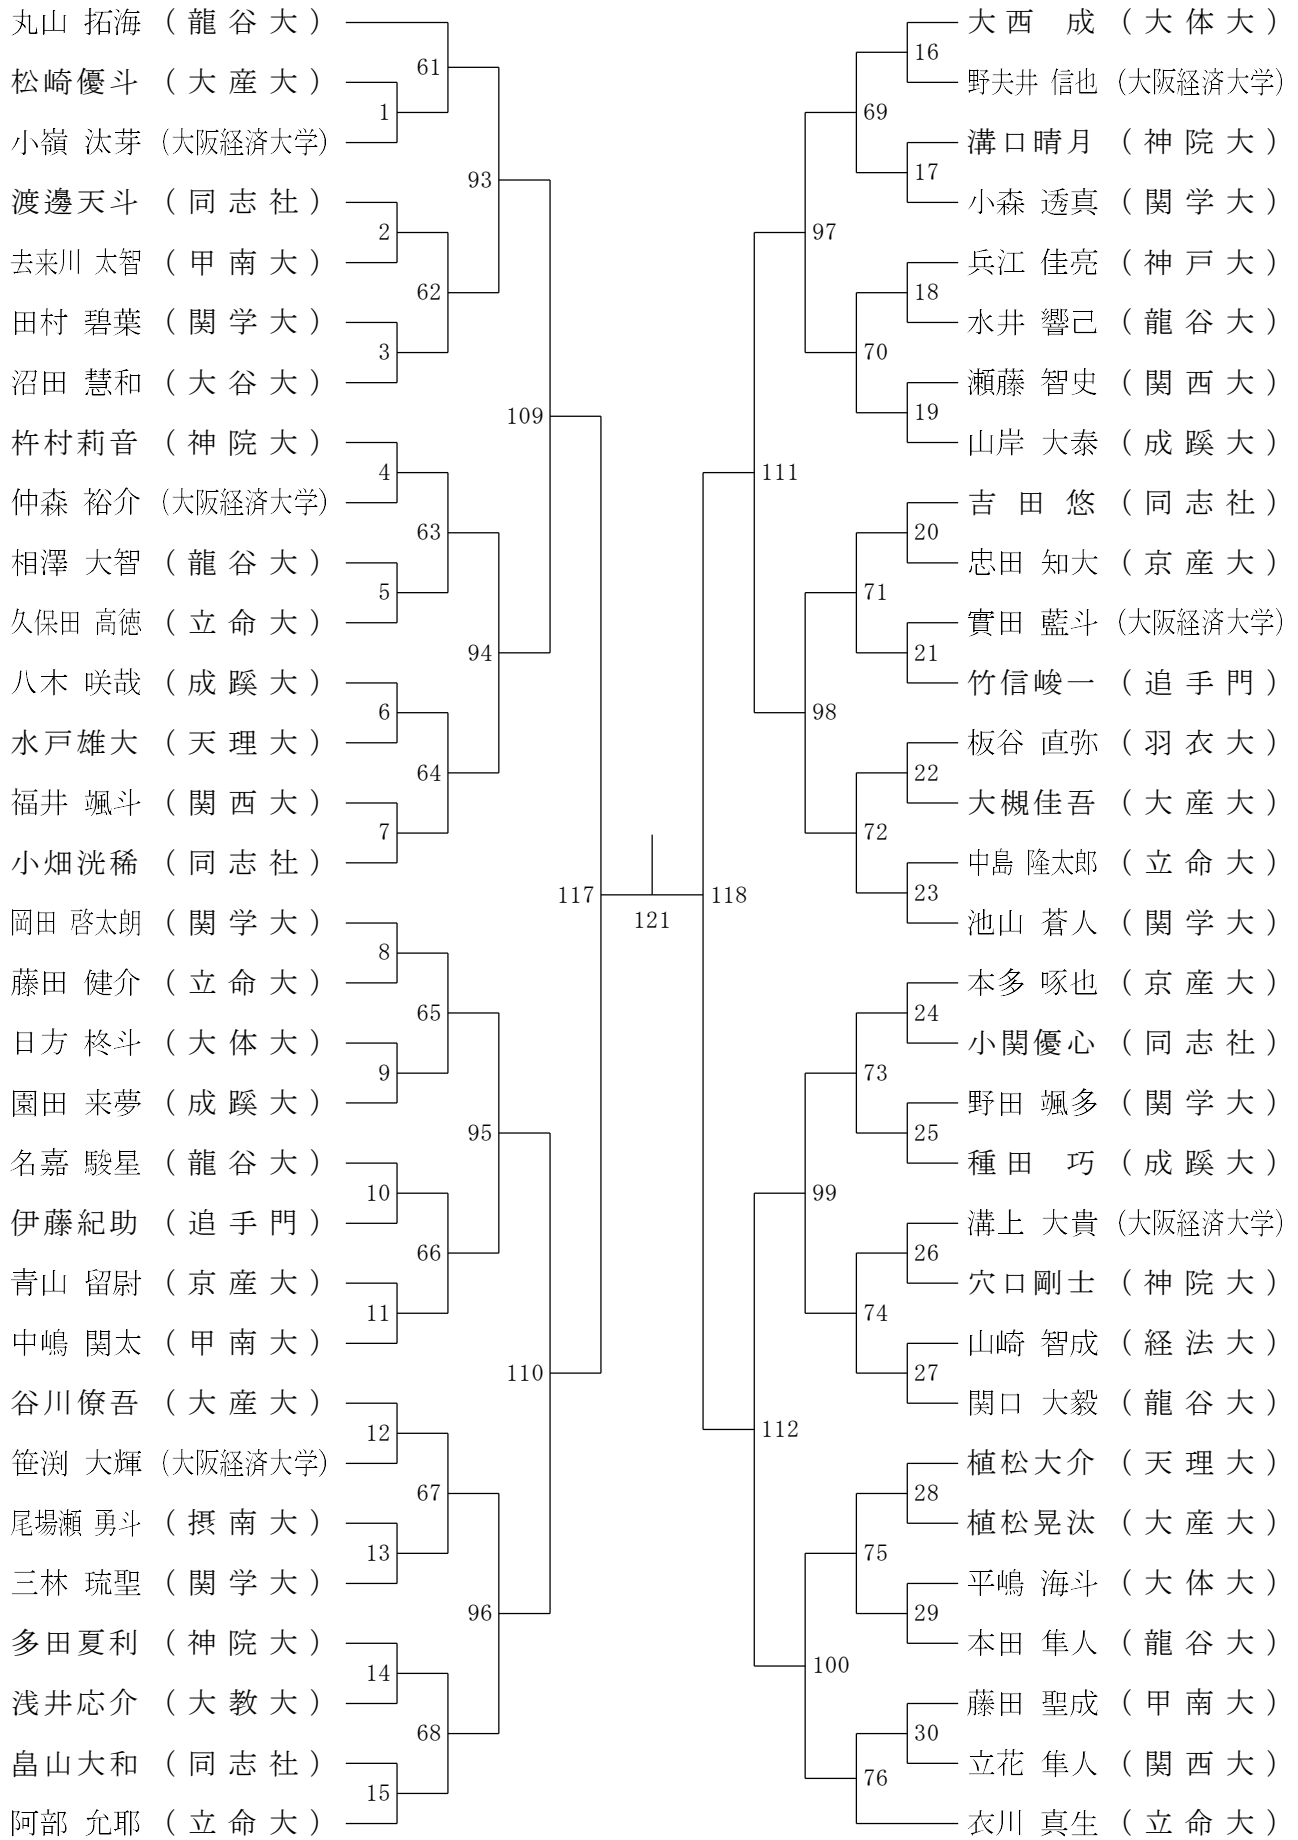 丸山 拓海 （ 龍 谷 大 ）
61
松崎優斗 （ 大 産 大 ）
1
小嶺 汰芽 （大阪経済大学）
93
渡邊天斗 （ 同 志 社 ）
2
去来川 太智 （ 甲 南 大 ）
62
田村 碧葉 （ 関 学 大 ）
3
沼田 慧和 （ 大 谷 大 ）
109
杵村莉音 （ 神 院 大 ）
4
仲森 裕介 （大阪経済大学）
63
相澤 大智 （ 龍 谷 大 ）
5
久保田 高徳 （ 立 命 大 ）
94
八木 咲哉 （ 成 蹊 大 ）
6
水戸雄大 （ 天 理 大 ）
64
福井 颯斗 （ 関 西 大 ）
7
小畑洸稀 （ 同 志 社 ）
117
岡田 啓太朗 （ 関 学 大 ）
8
藤田 健介 （ 立 命 大 ）
65
日方 柊斗 （ 大 体 大 ）
9
園田 来夢 （ 成 蹊 大 ）
95
名嘉 駿星 （ 龍 谷 大 ）
10
伊藤紀助 （ 追 手 門 ）
66
青山 留尉 （ 京 産 大 ）
11
中嶋 関太 （ 甲 南 大 ）
110
谷川僚吾 （ 大 産 大 ）
12
笹渕 大輝 （大阪経済大学）
67
尾場瀬 勇斗 （ 摂 南 大 ）
13
三林 琉聖 （ 関 学 大 ）
96
多田夏利 （ 神 院 大 ）
14
浅井応介 （ 大 教 大 ）
68
畠山大和 （ 同 志 社 ）
15
阿部 允耶 （ 立 命 大 ）
121
大 西　成 （ 大 体 大 ）
16
野夫井 信也 （大阪経済大学）
69
溝口晴月 （ 神 院 大 ）
17
小森 透真 （ 関 学 大 ）
97
兵江 佳亮 （ 神 戸 大 ）
18
水井 響己 （ 龍 谷 大 ）
70
瀬藤 智史 （ 関 西 大 ）
19
山岸 大泰 （ 成 蹊 大 ）
111
吉 田 悠 （ 同 志 社 ）
20
忠田 知大 （ 京 産 大 ）
71
實田 藍斗 （大阪経済大学）
21
竹信峻一 （ 追 手 門 ）
98
板谷 直弥 （ 羽 衣 大 ）
22
大槻佳吾 （ 大 産 大 ）
72
中島 隆太郎 （ 立 命 大 ）
23
池山 蒼人 （ 関 学 大 ）
118
本多 啄也 （ 京 産 大 ）
24
小関優心 （ 同 志 社 ）
73
野田 颯多 （ 関 学 大 ）
25
種 田　巧 （ 成 蹊 大 ）
99
溝上 大貴 （大阪経済大学）
26
穴口剛士 （ 神 院 大 ）
74
山崎 智成 （ 経 法 大 ）
27
関口 大毅 （ 龍 谷 大 ）
112
植松大介 （ 天 理 大 ）
28
植松晃汰 （ 大 産 大 ）
75
平嶋 海斗 （ 大 体 大 ）
29
本田 隼人 （ 龍 谷 大 ）
100
藤田 聖成 （ 甲 南 大 ）
30
立花 隼人 （ 関 西 大 ）
76
衣川 真生 （ 立 命 大 ）